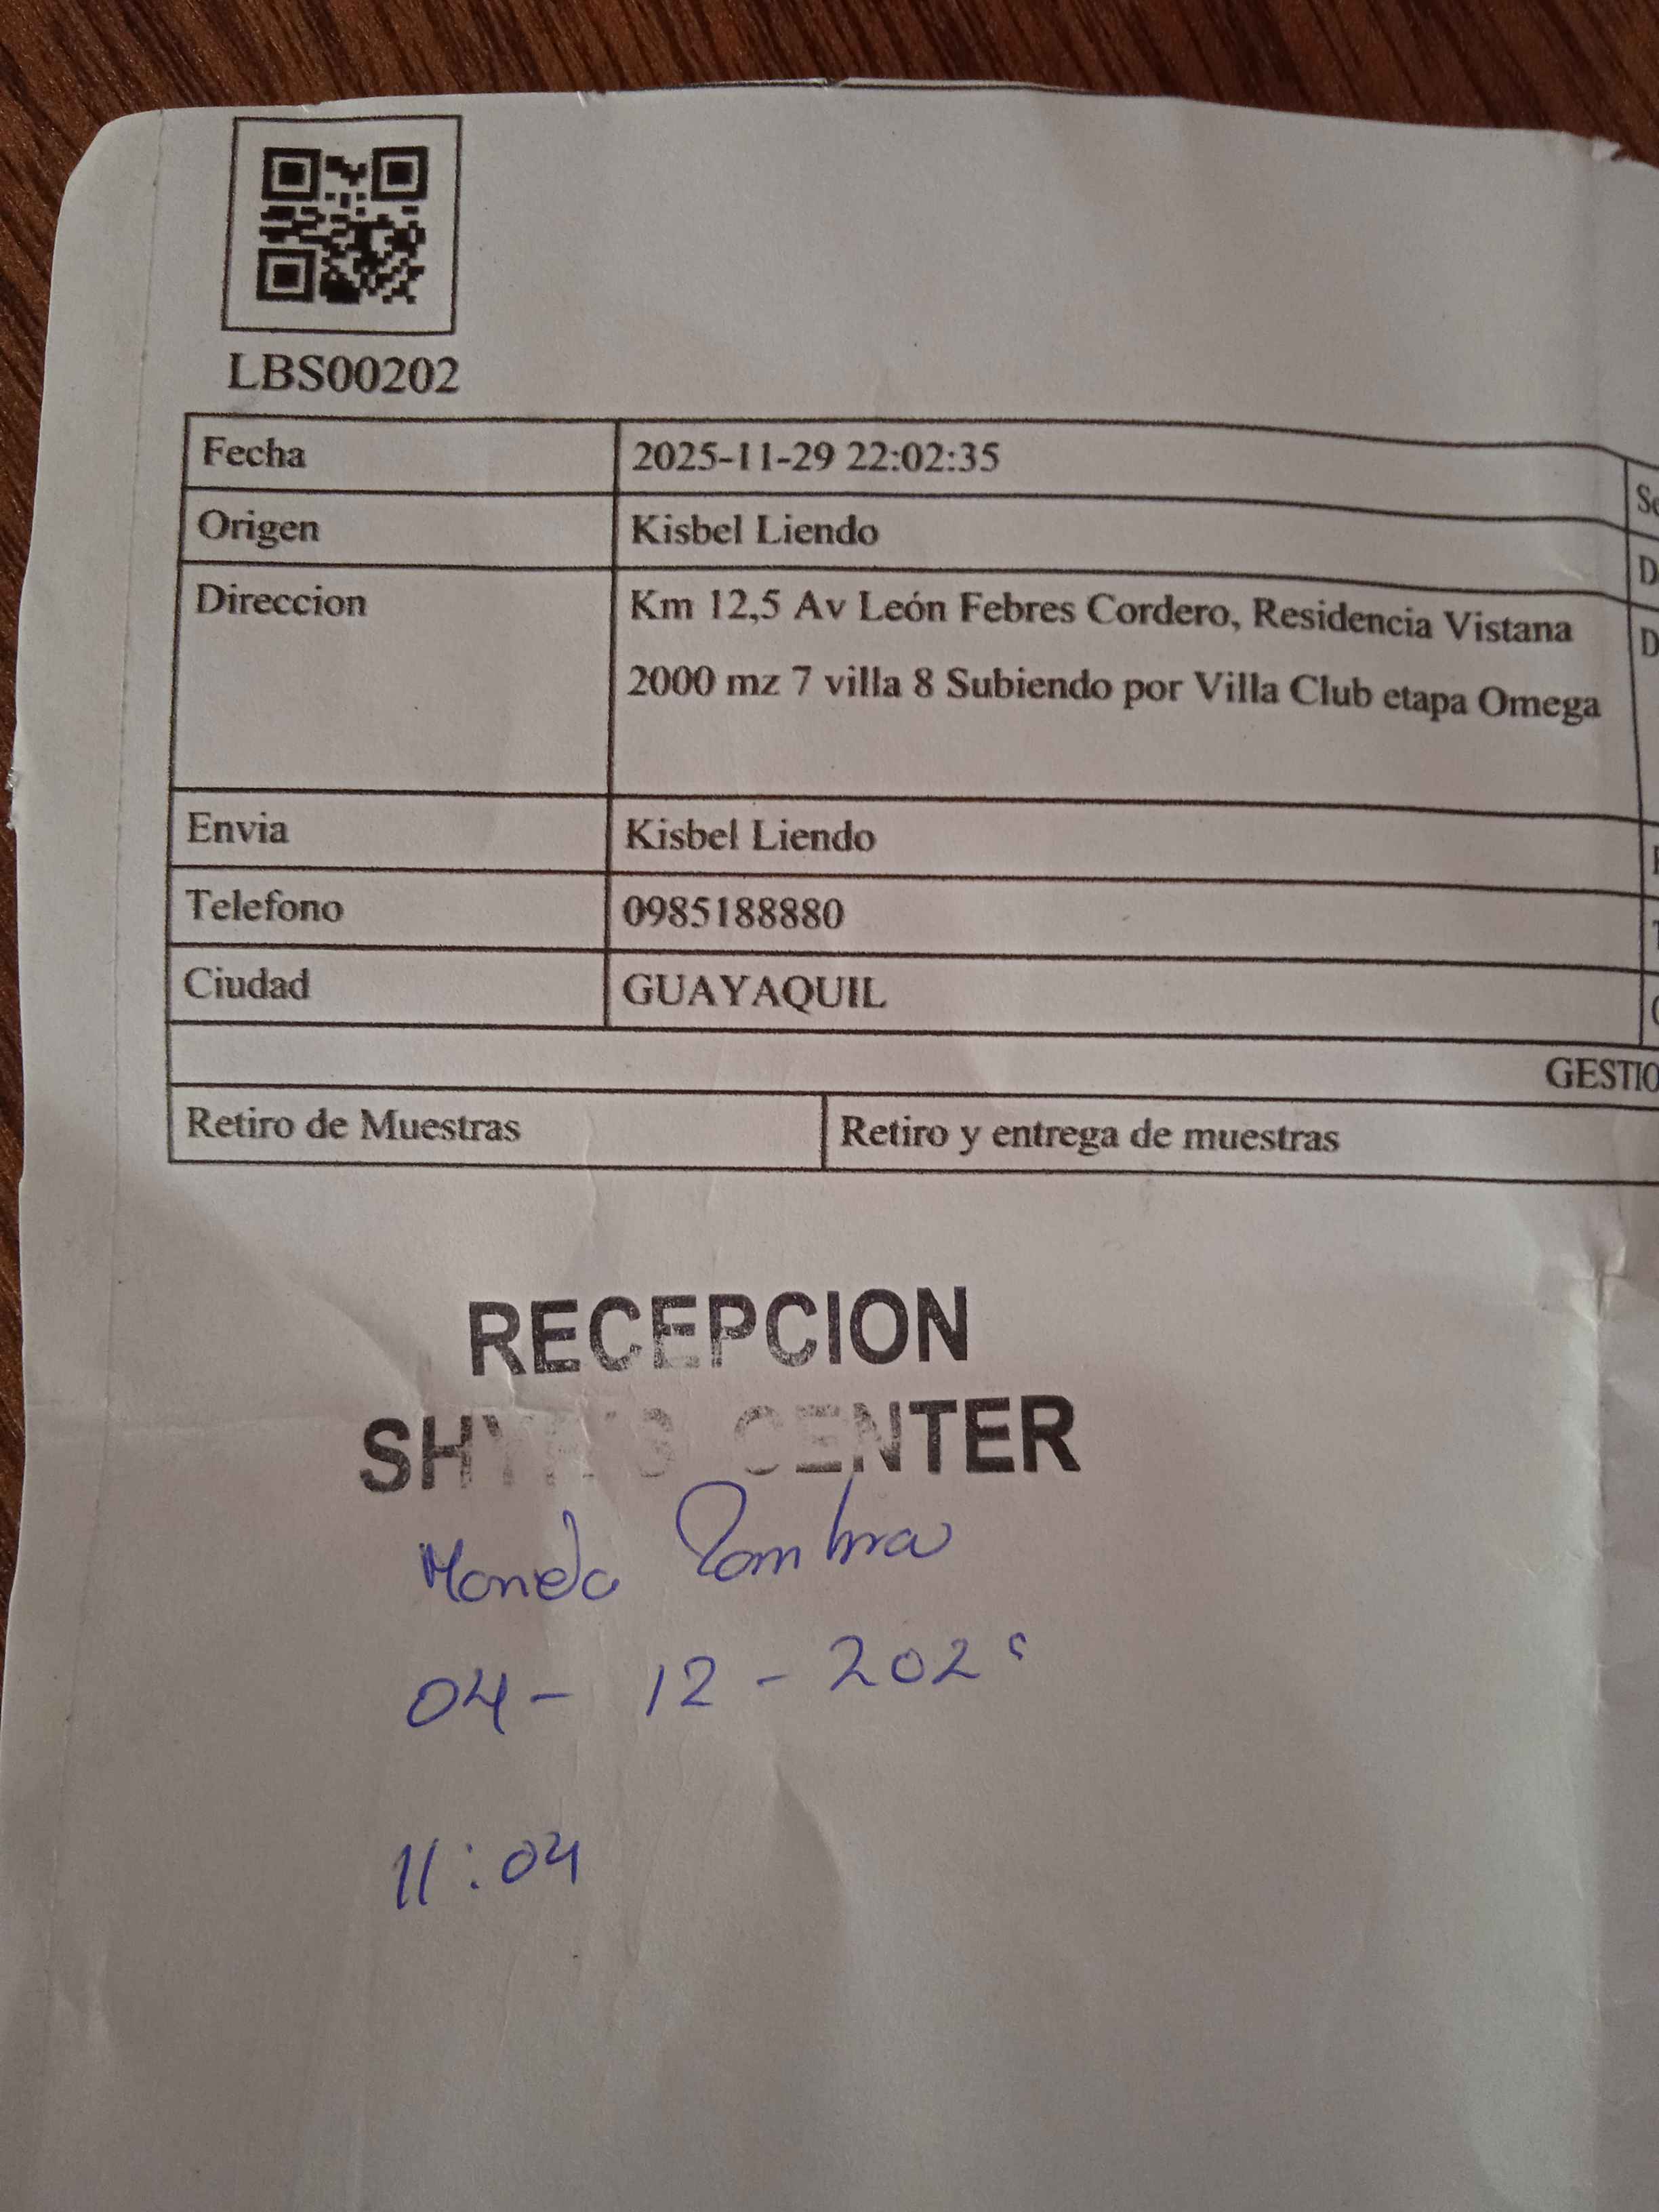 LBS00202
Fecha 2025-11-29 22:02:35
Origen Kisbel Liendo
Direccion Km 12,5 Av León Febres Cordero, Residencia Vistana
2000 mz 7 villa 8 Subiendo por Villa Club etapa Omega
Envia Kisbel Liendo
Telefono 0985188880
Ciudad GUAYAQUIL
GESTIO
Retiro de Muestras Retiro y entrega de muestras
RECEPCION
CENTER
04-12-202
11:04